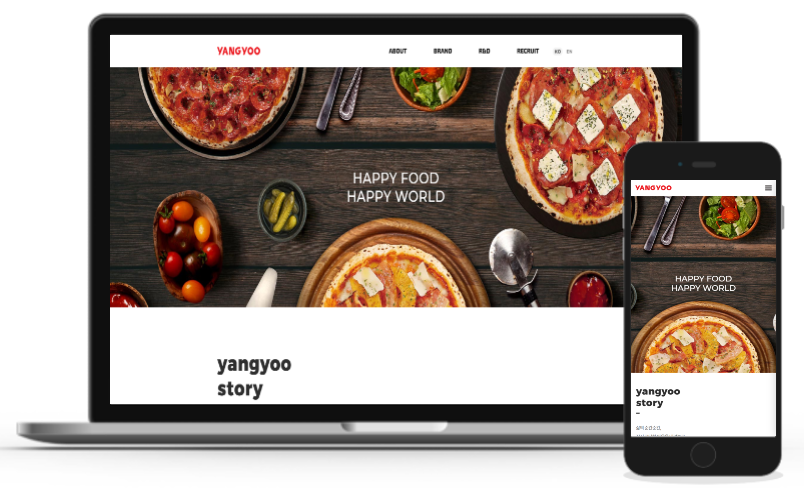 YANGYOO
ABOUT BRAND R&D RECRUIT KO EN
HAPPY FOOD
HAPPY WORLD
yangyoo
story
YANGYOO
HAPPY FOOD
HAPPY WORLD
yangyoo
story